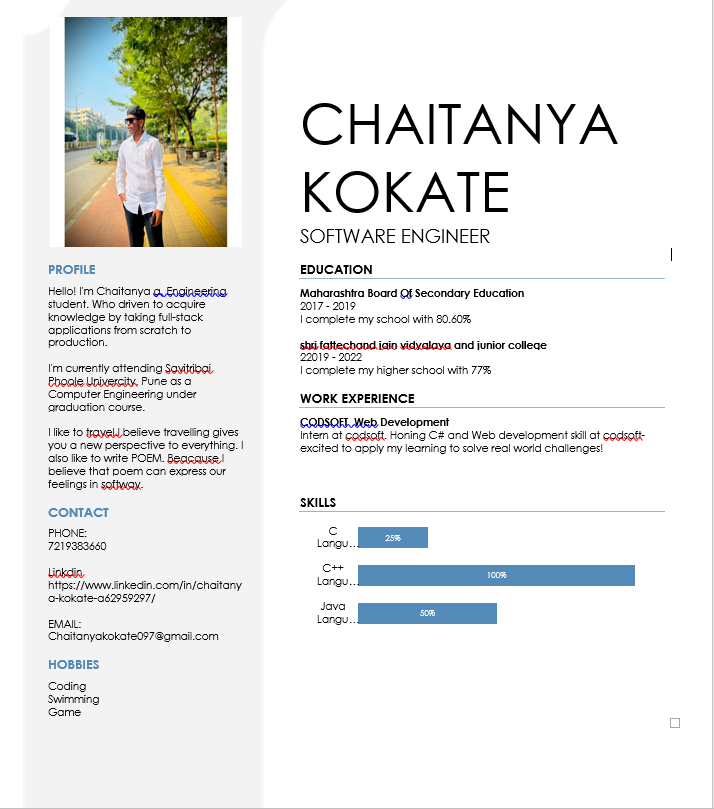 CHAITANYA
KOKATE
SOFTWARE ENGINEER
PROFILE
Hello! I'm Chaitanya a Engineering
student. Who driven to acquire
knowledge by taking full-stack
applications from scratch to
production.
I'm currently attending Savitribai
Phoole Univercity, Pune as a
Computer Engineering under
graduation course.
I like to travel,I believe travelling gives
you a new perspective to everything. I
also like to write POEM. Beacause,I
believe that poem can express our
feelings in softway.
CONTACT
PHONE:
7219383660
Linkdin
https://www.linkedin.com/in/chaitany
a-kokate-a62959297/
EMAIL:
Chaitanyakokate097@gmail.com
HOBBIES
Coding
Swimming
Game
EDUCATION
Maharashtra Board Of Secondary Education
2017 - 2019
I complete my school with 80.60%
shri fattechand jain vidyalaya and junior college
22019 - 2022
I complete my higher school with 77%
WORK EXPERIENCE
CODSOFT, Web Development
Intern at codsoft. Honing C# and Web development skill at codsoft-
excited to apply my learning to solve real world challenges!
SKILLS
C
Langu...
25%
C++
Langu...
100%
Java
Langu...
50%